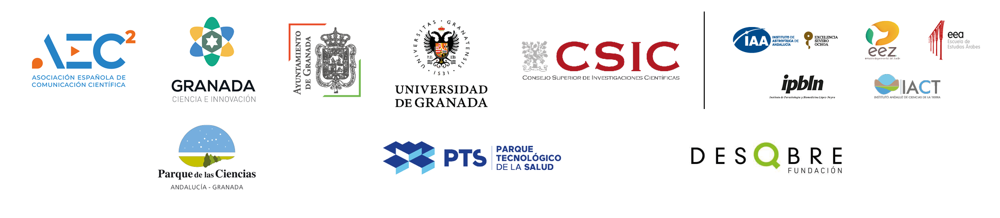 AEC2
ASOCIACIÓN ESPAÑOLA DE
COMUNICACIÓN CIENTÍFICA
GRANADA
CIENCIA E INNOVACIÓN
AYUNTAMIENTO
DE GRANADA
UNIVERSITAS · GRANATENSIS · 1531 ·
PLUS ULTRA
UNIVERSIDAD
DE GRANADA
CSIC
CONSEJO SUPERIOR DE INVESTIGACIONES CIENTÍFICAS
IAA
INSTITUTO DE
ASTROFÍSICA DE
ANDALUCÍA
EXCELENCIA
SEVERO
OCHOA
eez
estación experimental del zaidín
eea
Escuela de
Estudios Árabes
ipbln
Instituto de Parasitología y Biomedicina López-Neyra
IACT
INSTITUTO ANDALUZ DE CIENCIAS DE LA TIERRA
Parque de las Ciencias
ANDALUCÍA - GRANADA
PTS
PARQUE
TECNOLÓGICO
DE LA SALUD
DESQBRE
FUNDACIÓN